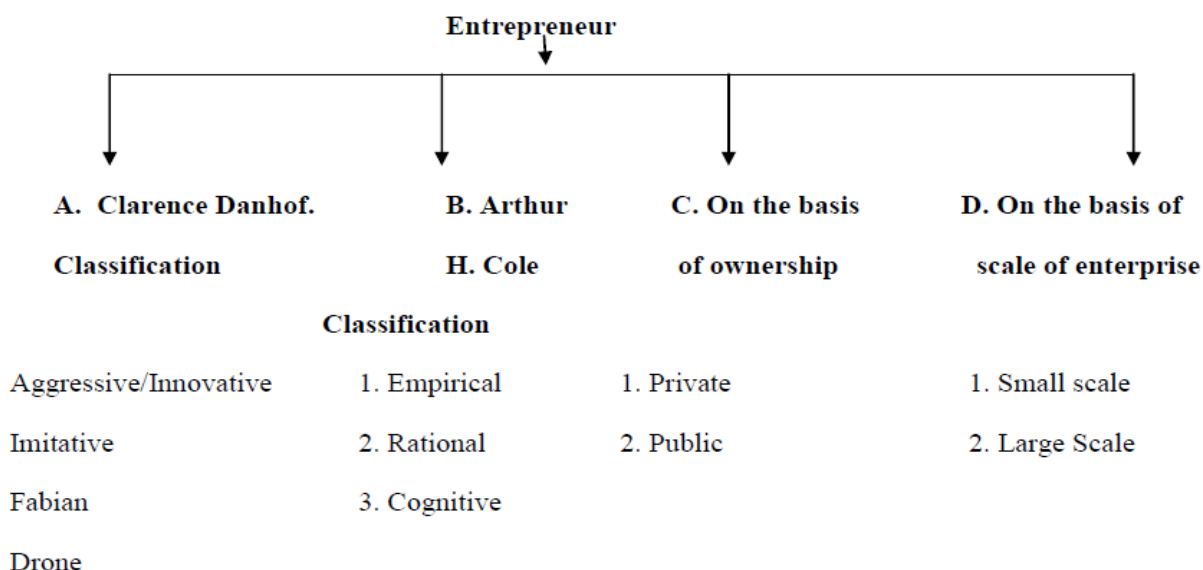 Entrepreneur
A. Clarence Danhof. B. Arthur C. On the basis D. On the basis of
Classification H. Cole of ownership scale of enterprise
Classification
Aggressive/Innovative 1. Empirical 1. Private 1. Small scale
Imitative 2. Rational 2. Public 2. Large Scale
Fabian 3. Cognitive
Drone